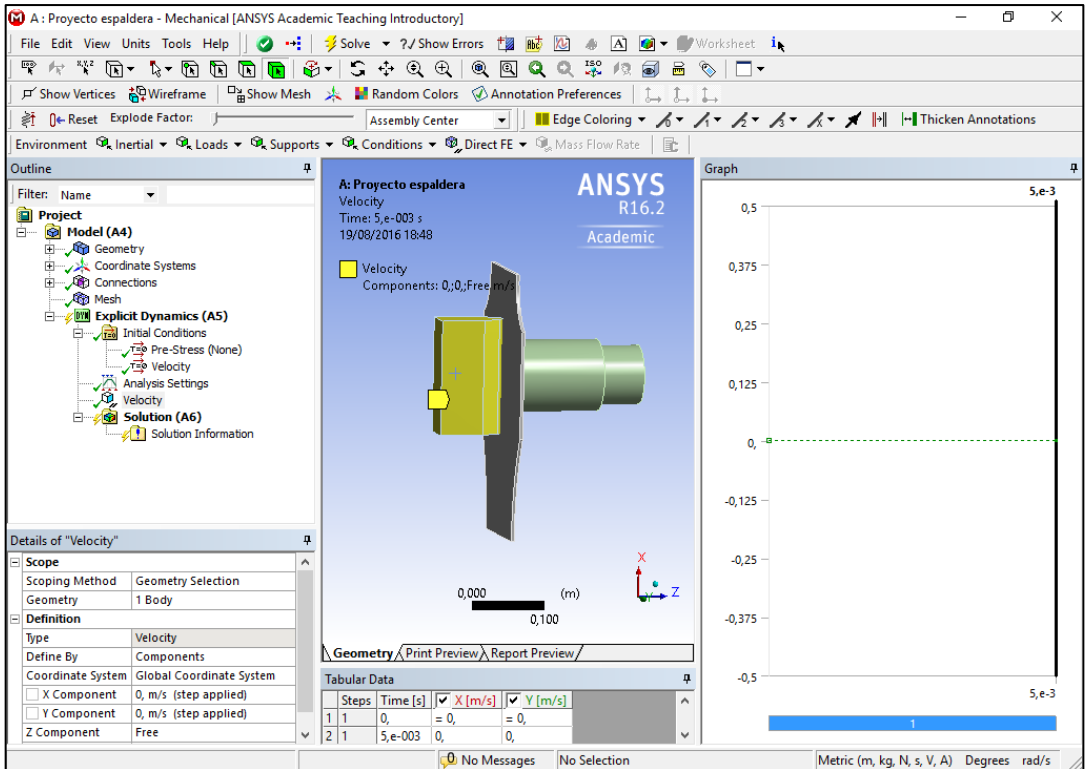 A : Proyecto espaldera - Mechanical [ANSYS Academic Teaching Introductory]
File Edit View Units Tools Help Solve ?/ Show Errors Worksheet
Show Vertices Wireframe Show Mesh Random Colors Annotation Preferences
Reset Explode Factor: Assembly Center Edge Coloring Thicken Annotations
Environment Inertial Loads Supports Conditions Direct FE Mass Flow Rate
Outline
Filter: Name
Project
Model (A4)
Geometry
Coordinate Systems
Connections
Mesh
Explicit Dynamics (A5)
Initial Conditions
Pre-Stress (None)
Velocity
Analysis Settings
Velocity
Solution (A6)
Solution Information
Details of "Velocity"
Scope
Scoping Method Geometry Selection
Geometry 1 Body
Definition
Type Velocity
Define By Components
Coordinate System Global Coordinate System
X Component 0, m/s (step applied)
Y Component 0, m/s (step applied)
Z Component Free
A: Proyecto espaldera
Velocity
Time: 5,e-003 s
19/08/2016 18:48
Velocity
Components: 0,;0,;Free m/s
ANSYS
R16.2
Academic
X
Z
0,000 (m)
0,100
Geometry Print Preview Report Preview
Tabular Data
Steps Time [s] X [m/s] Y [m/s]
1 1 0, = 0, = 0,
2 1 5,e-003 0, 0,
Graph
5,e-3
0,5
0,375
0,25
0,125
0,
-0,125
-0,25
-0,375
-0,5
5,e-3
1
0 No Messages No Selection Metric (m, kg, N, s, V, A) Degrees rad/s